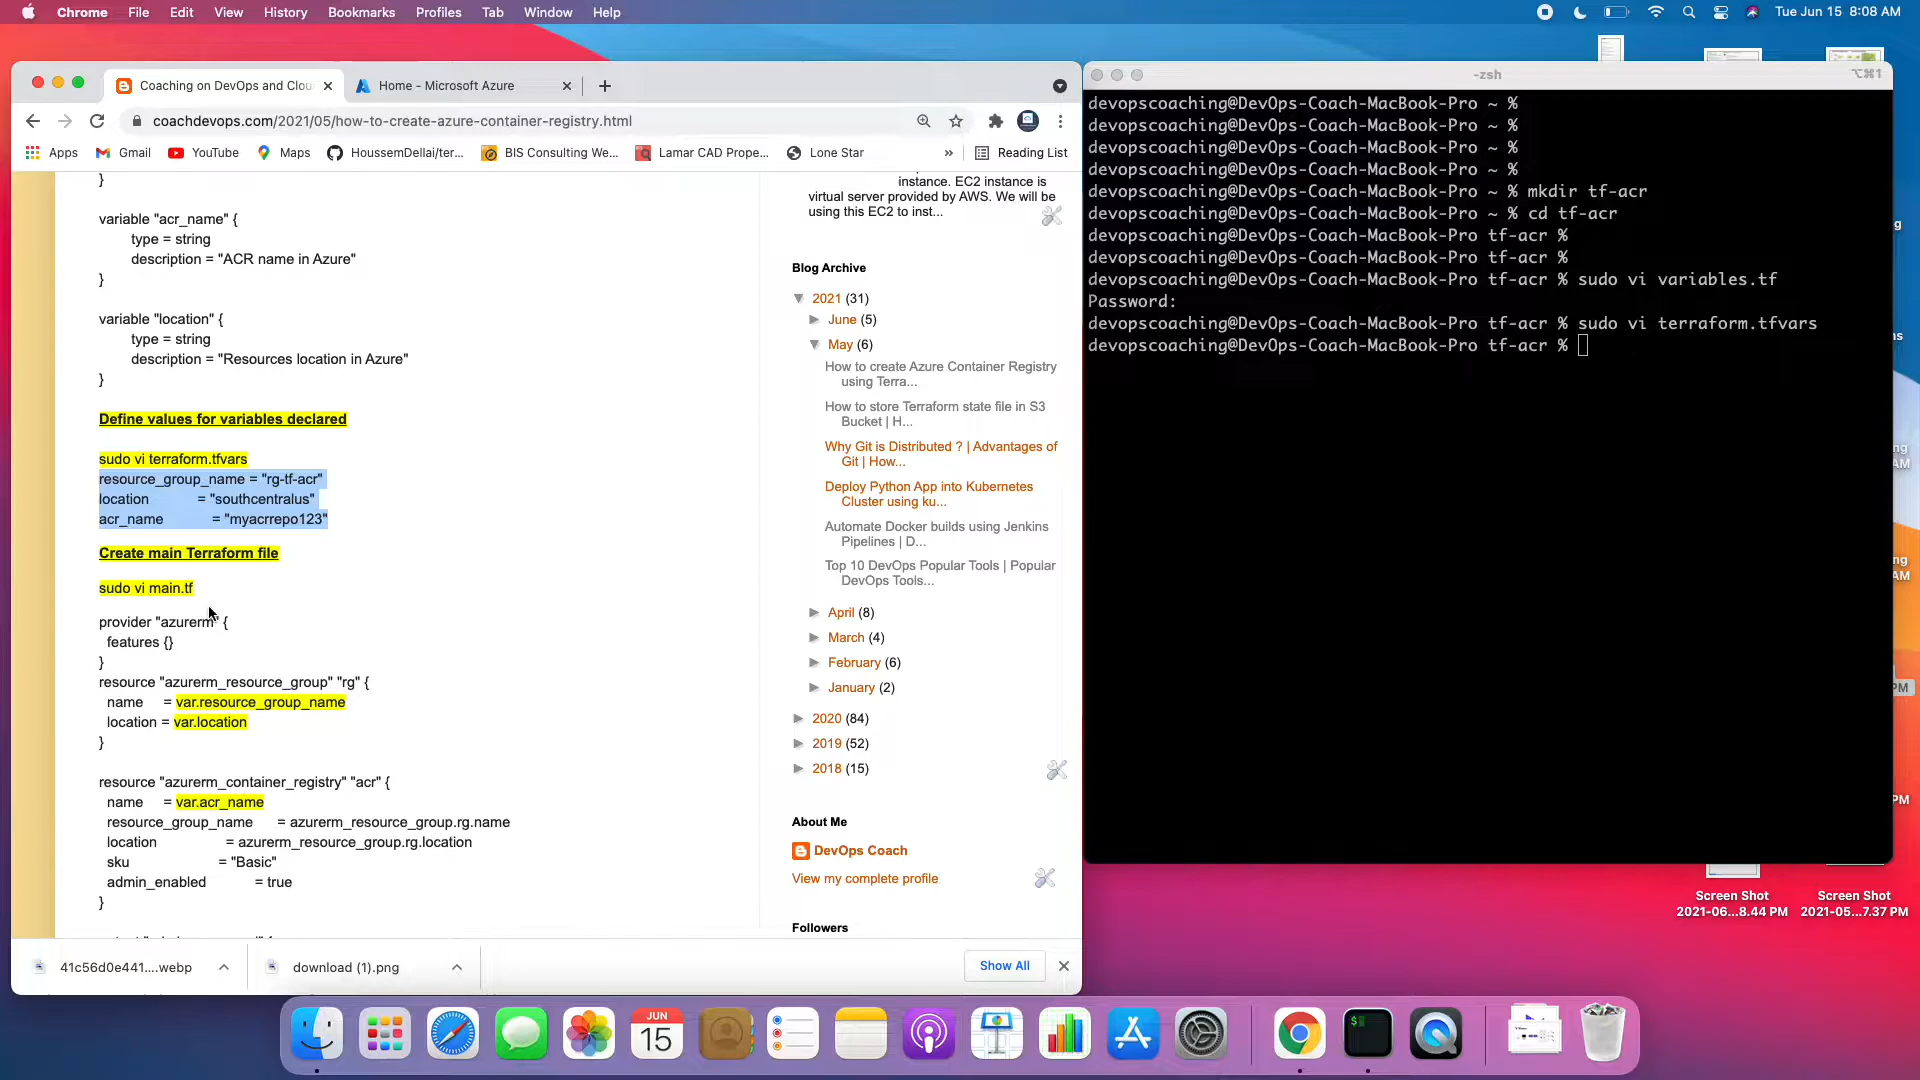 Chrome File Edit View History Bookmarks Profiles Tab Window Help Tue Jun 15 8:08 AM
Coaching on DevOps and Clou
Home - Microsoft Azure
coachdevops.com/2021/05/how-to-create-azure-container-registry.html
Apps Gmail YouTube Maps HoussemDellai/ter... BIS Consulting We... Lamar CAD Prope... Lone Star » Reading List
}
variable "acr_name" {
type = string
description = "ACR name in Azure"
}
variable "location" {
type = string
description = "Resources location in Azure"
}
Define values for variables declared
sudo vi terraform.tfvars
resource_group_name = "rg-tf-acr"
location = "southcentralus"
acr_name = "myacrrepo123"
Create main Terraform file
sudo vi main.tf
provider "azurerm" {
features {}
}
resource "azurerm_resource_group" "rg" {
name = var.resource_group_name
location = var.location
}
resource "azurerm_container_registry" "acr" {
name = var.acr_name
resource_group_name = azurerm_resource_group.rg.name
location = azurerm_resource_group.rg.location
sku = "Basic"
admin_enabled = true
}
instance. EC2 instance is
virtual server provided by AWS. We will be
using this EC2 to inst...
Blog Archive
▼ 2021 (31)
► June (5)
▼ May (6)
How to create Azure Container Registry
using Terra...
How to store Terraform state file in S3
Bucket | H...
Why Git is Distributed ? | Advantages of
Git | How...
Deploy Python App into Kubernetes
Cluster using ku...
Automate Docker builds using Jenkins
Pipelines | D...
Top 10 DevOps Popular Tools | Popular
DevOps Tools...
► April (8)
► March (4)
► February (6)
► January (2)
► 2020 (84)
► 2019 (52)
► 2018 (15)
About Me
DevOps Coach
View my complete profile
Followers
41c56d0e441....webp
download (1).png
Show All
-zsh
⌥⌘1
devopscoaching@DevOps-Coach-MacBook-Pro ~ %
devopscoaching@DevOps-Coach-MacBook-Pro ~ %
devopscoaching@DevOps-Coach-MacBook-Pro ~ %
devopscoaching@DevOps-Coach-MacBook-Pro ~ %
devopscoaching@DevOps-Coach-MacBook-Pro ~ % mkdir tf-acr
devopscoaching@DevOps-Coach-MacBook-Pro ~ % cd tf-acr
devopscoaching@DevOps-Coach-MacBook-Pro tf-acr %
devopscoaching@DevOps-Coach-MacBook-Pro tf-acr %
devopscoaching@DevOps-Coach-MacBook-Pro tf-acr % sudo vi variables.tf
Password:
devopscoaching@DevOps-Coach-MacBook-Pro tf-acr % sudo vi terraform.tfvars
devopscoaching@DevOps-Coach-MacBook-Pro tf-acr %
Screen Shot
2021-06...8.44 PM
Screen Shot
2021-05...7.37 PM
JUN
15